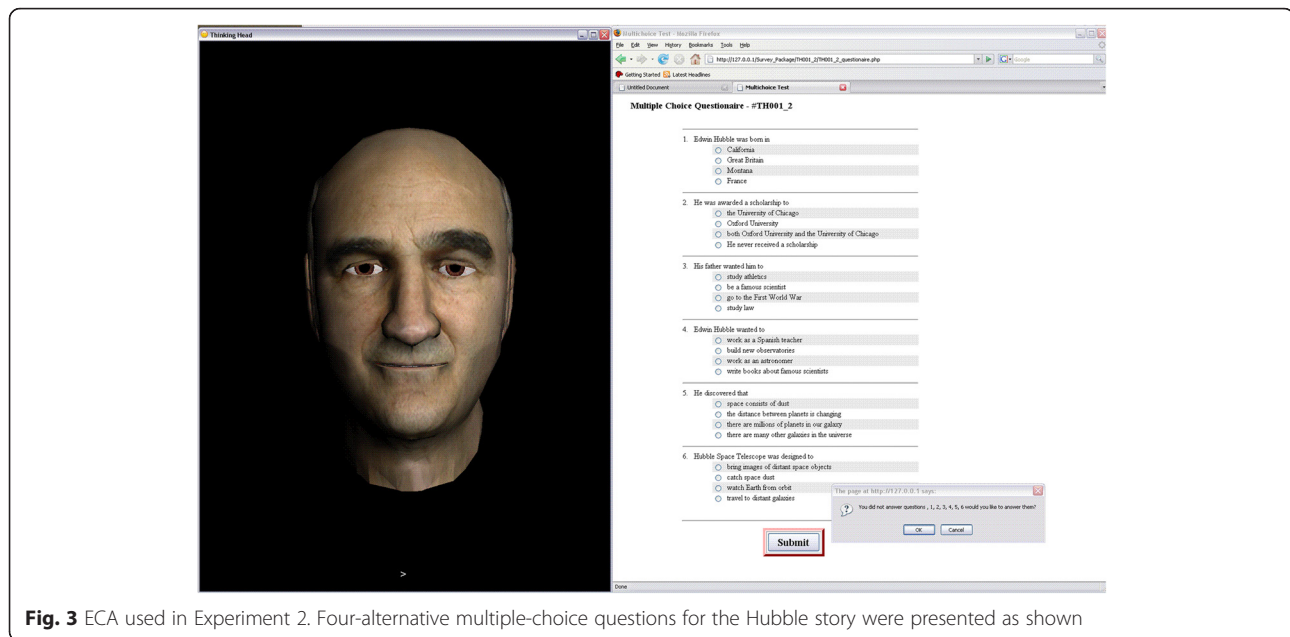 Thinking Head
Multichoice Test - Mozilla Firefox
File Edit View History Bookmarks Tools Help
http://127.0.0.1/Survey_Package/TH001_2/TH001_2_questionaire.php
Google
Getting Started Latest Headlines
Untitled Document Multichoice Test
Multiple Choice Questionaire - #TH001_2
1. Edwin Hubble was born in
California
Great Britain
Montana
France
2. He was awarded a scholarship to
the University of Chicago
Oxford University
both Oxford University and the University of Chicago
He never received a scholarship
3. His father wanted him to
study athletics
be a famous scientist
go to the First World War
study law
4. Edwin Hubble wanted to
work as a Spanish teacher
build new observatories
work as an astronomer
write books about famous scientists
5. He discovered that
space consists of dust
the distance between planets is changing
there are millions of planets in our galaxy
there are many other galaxies in the universe
6. Hubble Space Telescope was designed to
bring images of distant space objects
catch space dust
watch Earth from orbit
travel to distant galaxies
The page at http://127.0.0.1 says:
You did not answer questions , 1, 2, 3, 4, 5, 6 would you like to answer them?
OK Cancel
Submit
>
Done
Fig. 3 ECA used in Experiment 2. Four-alternative multiple-choice questions for the Hubble story were presented as shown